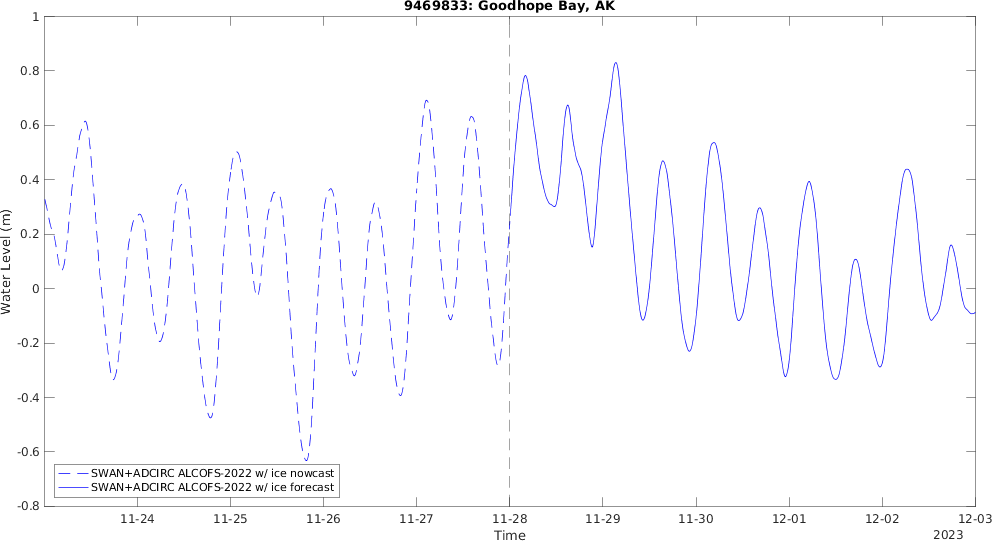 9469833: Goodhope Bay, AK
Water Level (m)
1
0.8
0.6
0.4
0.2
0
-0.2
-0.4
-0.6
-0.8
SWAN+ADCIRC ALCOFS-2022 w/ ice nowcast
SWAN+ADCIRC ALCOFS-2022 w/ ice forecast
11-24 11-25 11-26 11-27 11-28 11-29 11-30 12-01 12-02 12-03
Time
2023